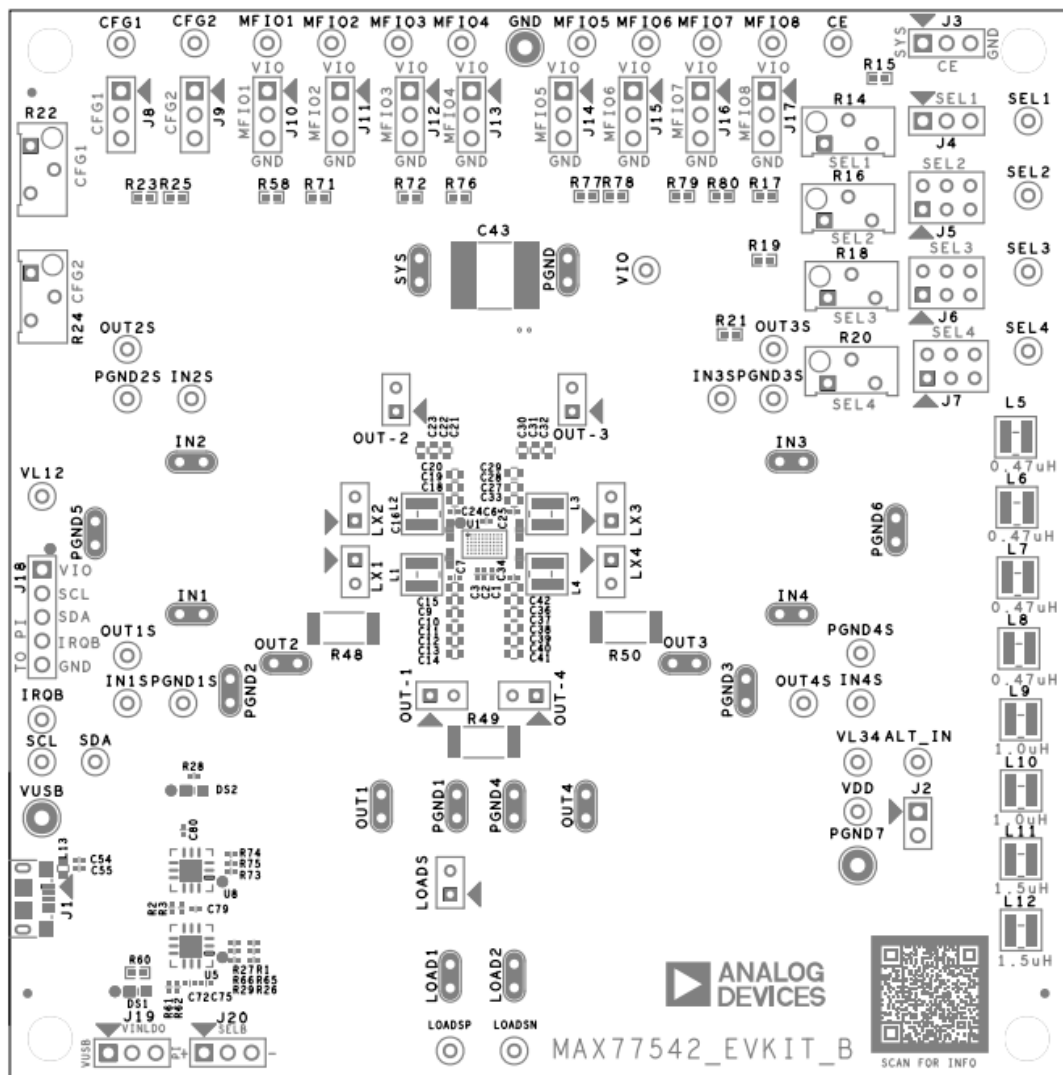 CFG1 CFG2 MFIO1 MFIO2 MFIO3 MFIO4 GND MFIO5 MFIO6 MFIO7 MFIO8 CE SYS J3 GND
CE
R15
VIO VIO VIO VIO VIO VIO VIO VIO
R22 CFG1 J8 CFG2 J9 MFIO1 J10 MFIO2 J11 MFIO3 J12 MFIO4 J13 MFIO5 J14 MFIO6 J15 MFIO7 J16 MFIO8 J17 R14 SEL1 SEL1
CFG1 J4
GND GND GND GND GND GND GND GND SEL1
R23 R25 R58 R71 R72 R76 R77 R78 R79 R80 R17 R16 SEL2 SEL2
J5
C43 SEL2
SYS PGND VIO R19 R18 SEL3 SEL3
CFG2 R24 J6
SEL3
OUT2S R21 OUT3S R20 SEL4 SEL4
PGND2S IN2S IN3S PGND3S SEL4 J7
L5
0.47uH
OUT-2 C23 C22 C21 C30 C31 C32 OUT-3
IN2 IN3
C20 C19 C18 C29 C28 C27 C33
L6
0.47uH
VL12 PGND5 LX2 C16 L2 C24 U1 L3 LX3 PGND6
L7
0.47uH
J18 VIO
SCL
SDA
IRQB
GND
TO PI
LX1 L1 C7 C3 C2 C1 C34 L4 LX4
IN1 IN4
C15 C9 C10 C11 C12 C13 C14 C42 C36 C37 C38 C39 C40 C41
L8
0.47uH
OUT1S OUT2 R48 R50 OUT3 PGND4S
IN1S PGND1S PGND2 OUT-1 OUT-4 PGND3 OUT4S IN4S
L9
1.0uH
IRQB R49
SCL SDA VL34 ALT_IN
R28 DS2 L10
1.0uH
VUSB OUT1 PGND1 PGND4 OUT4 VDD J2
C80 PGND7
L11
1.5uH
L13 C54 C55 R74 R75 R73 LOADS
J1 U8
L12
1.5uH
R2 R3 C79
R60 U5 R27 R1 R66 R65 R29 R26 LOAD1 LOAD2
ANALOG
DEVICES
DS1 R61 R62 C72 C75
J19 J20
VINLDO SELB
VUSB PI + -
LOADSP LOADSN
MAX77542_EVKIT_B
SCAN FOR INFO